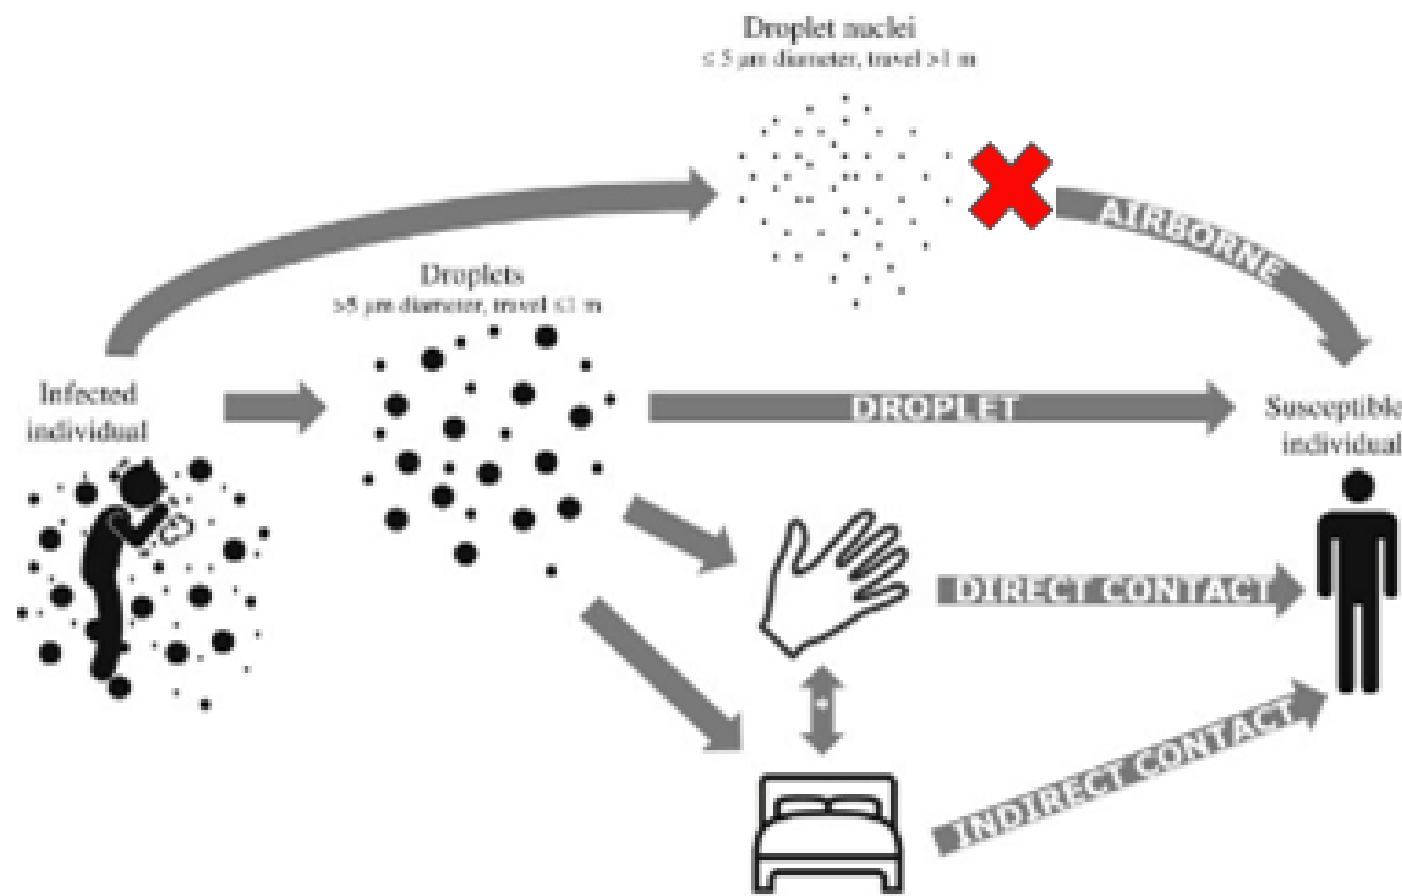 Droplet nuclei
≤ 5 μm diameter, travel >1 m
AIRBORNE
Droplets
>5 μm diameter, travel ≤1 m
Infected
individual
DROPLET
Susceptible
individual
DIRECT CONTACT
INDIRECT CONTACT